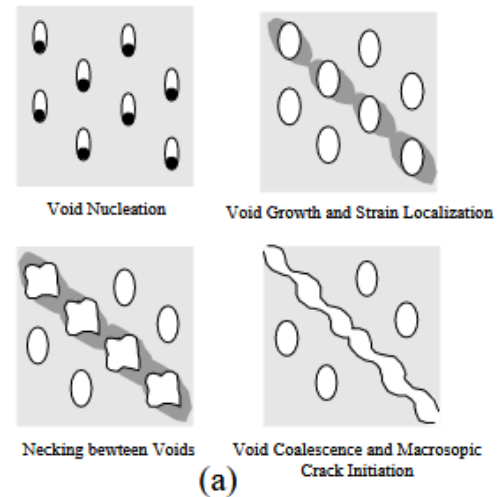 Void Nucleation
Void Growth and Strain Localization
Necking bewteen Voids
Void Coalescence and Macrosopic
Crack Initiation
(a)